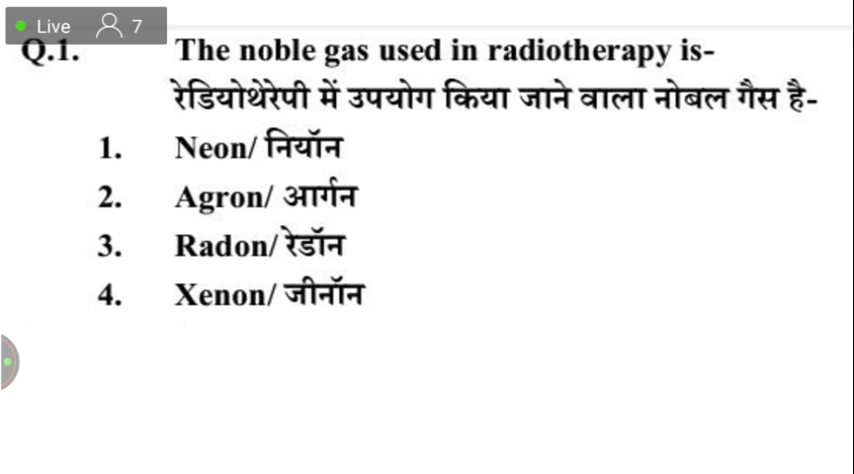 Live 7
Q.1. The noble gas used in radiotherapy is-
रेडियोथेरेपी में उपयोग किया जाने वाला नोबल गैस है-
1. Neon/ नियॉन
2. Agron/ आर्गन
3. Radon/ रेडॉन
4. Xenon/ जीनॉन